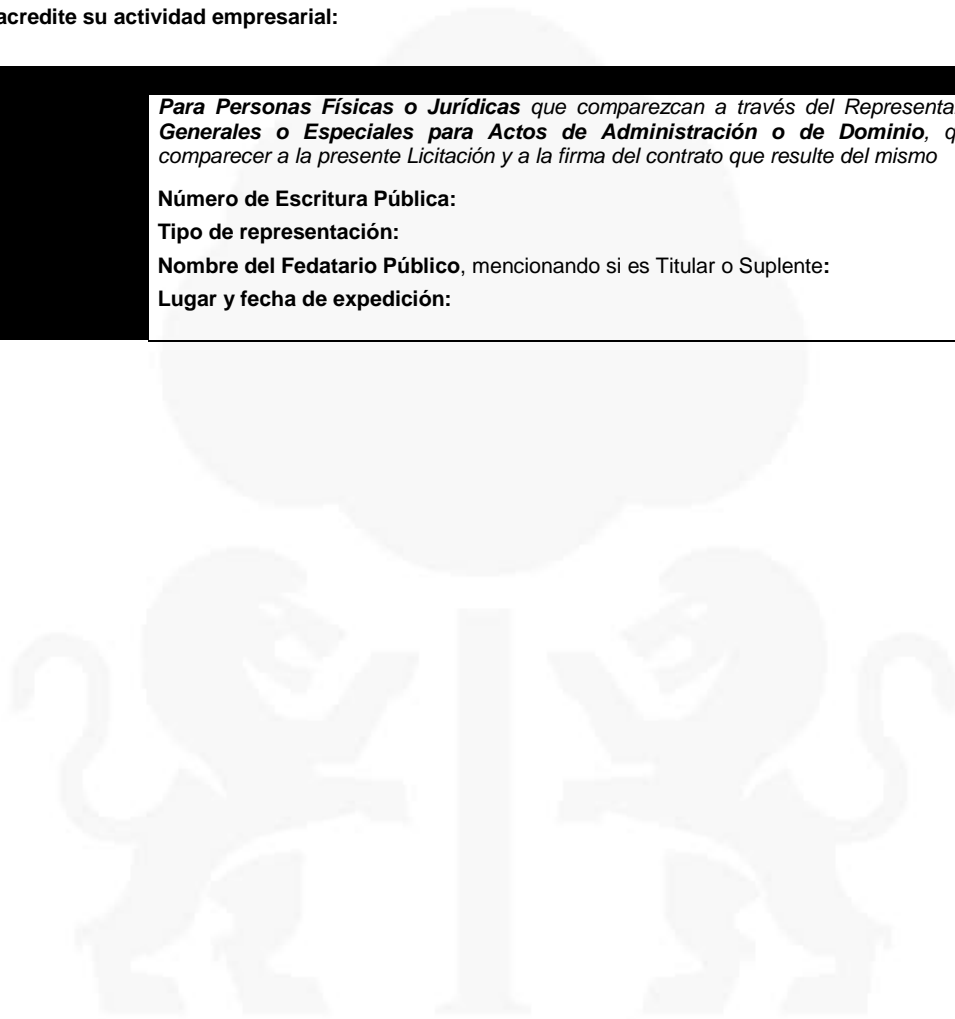 acredite su actividad empresarial:
Para Personas Físicas o Jurídicas que comparezcan a través del
Generales o Especiales para Actos de Administración o de Dominio,
comparecer a la presente Licitación y a la firma del contrato que resulte del mismo
Número de Escritura Pública:
Tipo de representación:
Nombre del Fedatario Público, mencionando si es Titular o Suplente:
Lugar y fecha de expedición: